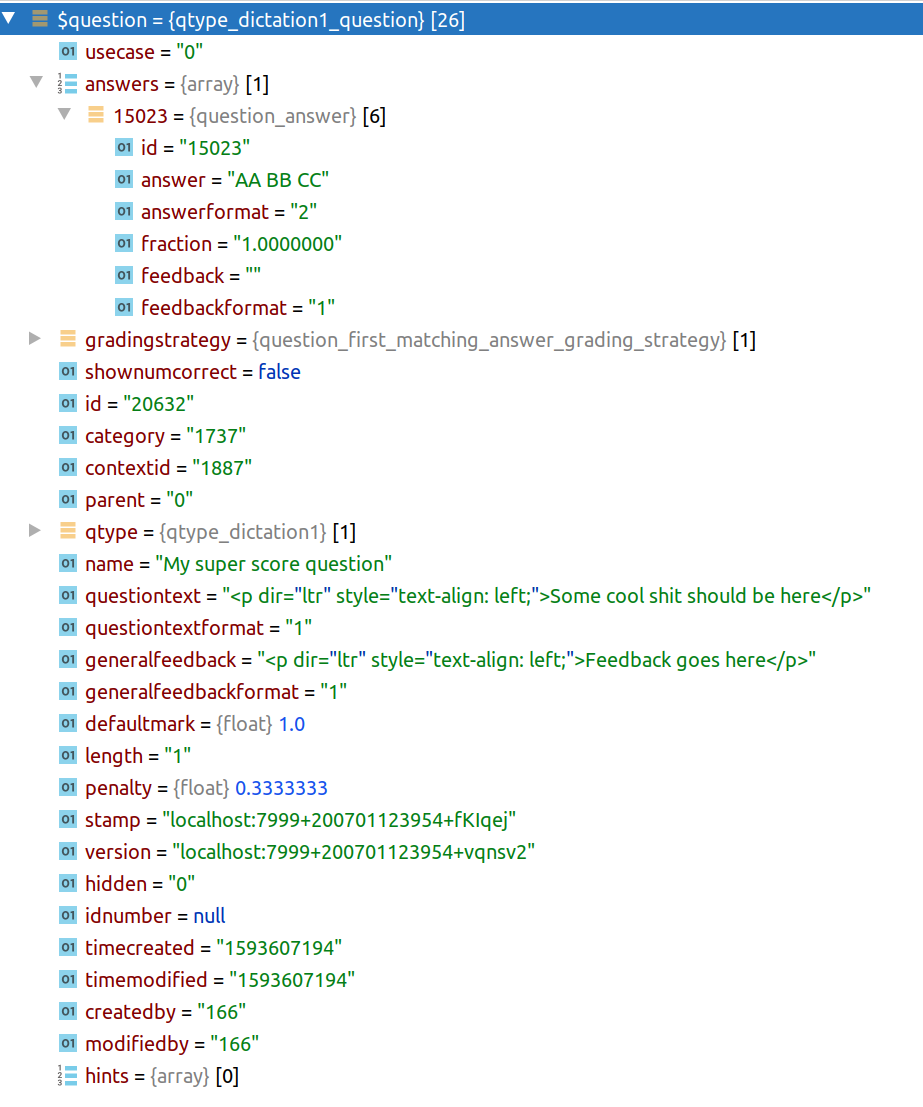 $question = {qtype_dictation1_question} [26]
usecase = "0"
answers = {array} [1]
15023 = {question_answer} [6]
id = "15023"
answer = "AA BB CC"
answerformat = "2"
fraction = "1.0000000"
feedback = ""
feedbackformat = "1"
gradingstrategy = {question_first_matching_answer_grading_strategy} [1]
shownumcorrect = false
id = "20632"
category = "1737"
contextid = "1887"
parent = "0"
qtype = {qtype_dictation1} [1]
name = "My super score question"
questiontext = "<p dir="ltr" style="text-align: left;">Some cool shit should be here</p>"
questiontextformat = "1"
generalfeedback = "<p dir="ltr" style="text-align: left;">Feedback goes here</p>"
generalfeedbackformat = "1"
defaultmark = {float} 1.0
length = "1"
penalty = {float} 0.3333333
stamp = "localhost:7999+200701123954+fKIqej"
version = "localhost:7999+200701123954+vqnsv2"
hidden = "0"
idnumber = null
timecreated = "1593607194"
timemodified = "1593607194"
createdby = "166"
modifiedby = "166"
hints = {array} [0]